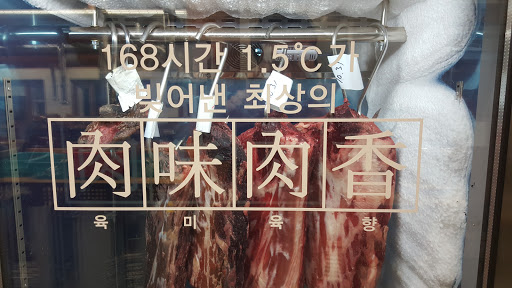 168시간 1.5℃가
빚어낸 최상의
肉味肉香
육미육향